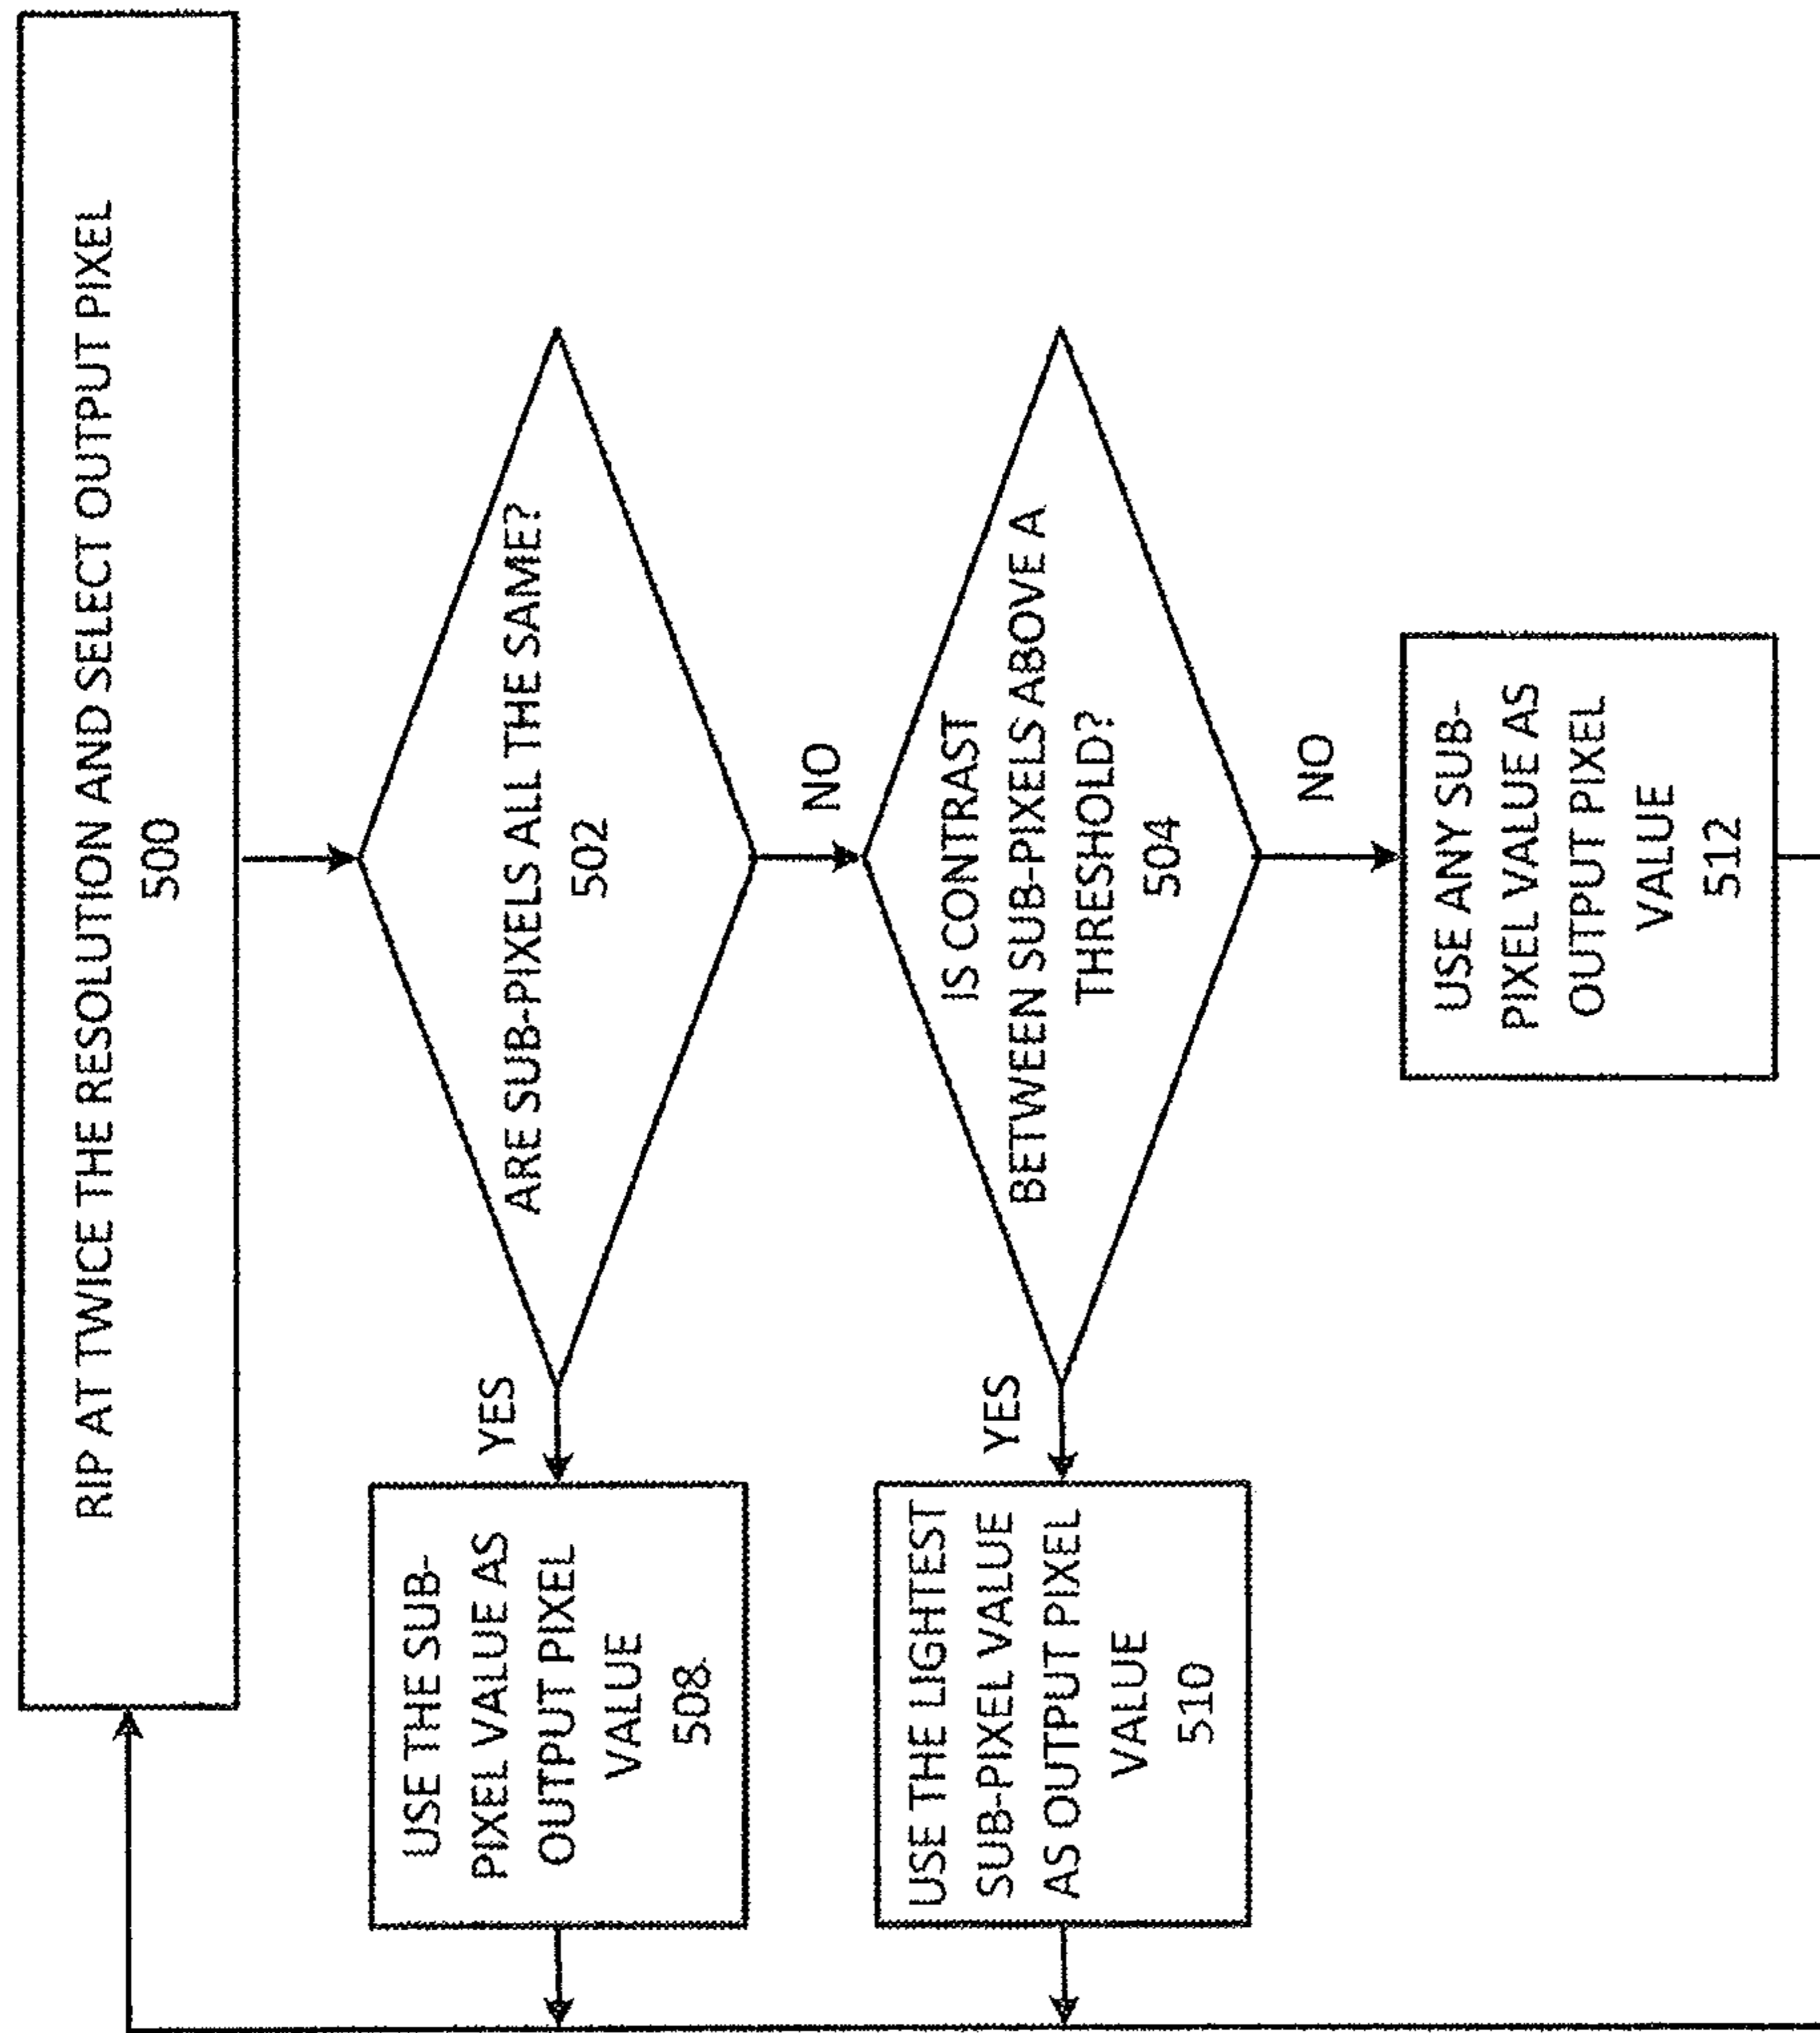 RIP AT TWICE THE RESOLUTION AND SELECT OUTPUT PIXEL
500
ARE SUB-PIXELS ALL THE SAME?
502
YES
USE THE SUB-
PIXEL VALUE AS
OUTPUT PIXEL
VALUE
508
NO
IS CONTRAST
BETWEEN SUB-PIXELS ABOVE A
THRESHOLD?
504
YES
USE THE LIGHTEST
SUB-PIXEL VALUE
AS OUTPUT PIXEL
VALUE
510
NO
USE ANY SUB-
PIXEL VALUE AS
OUTPUT PIXEL
VALUE
512